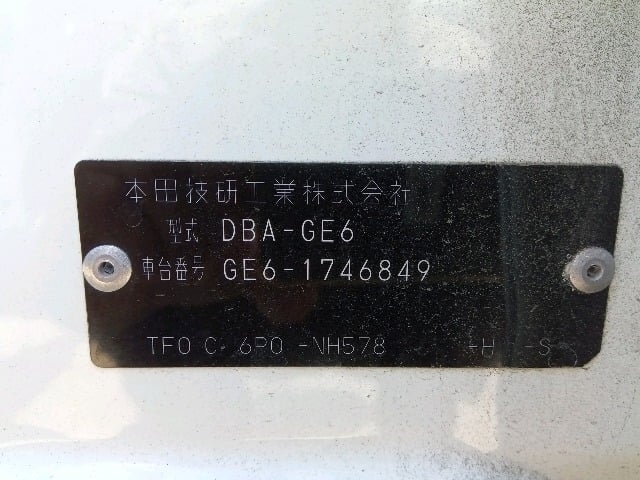 本田技研工業株式会社
型式 DBA-GE6
車台番号 GE6-1746849
TF0 C 6P0 -NH578 -H -S